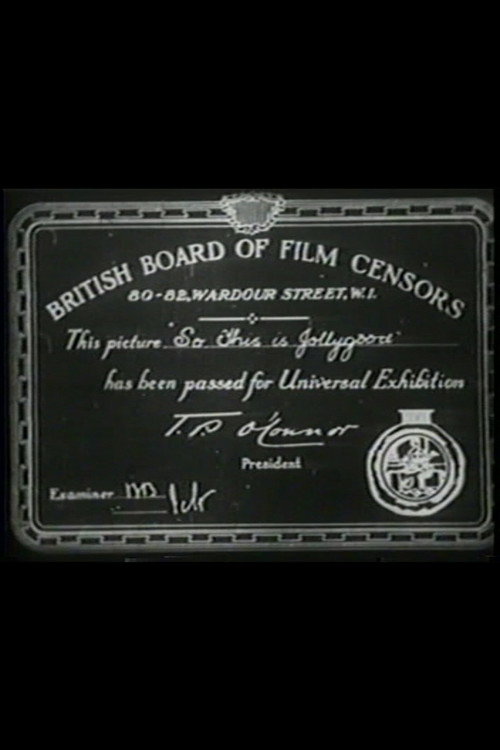 BRITISH BOARD OF FILM CENSORS
80-82, WARDOUR STREET, W.1.
This picture "So This is Jollygood"
has been passed for Universal Exhibition
T. P. O'Connor
President
Examiner